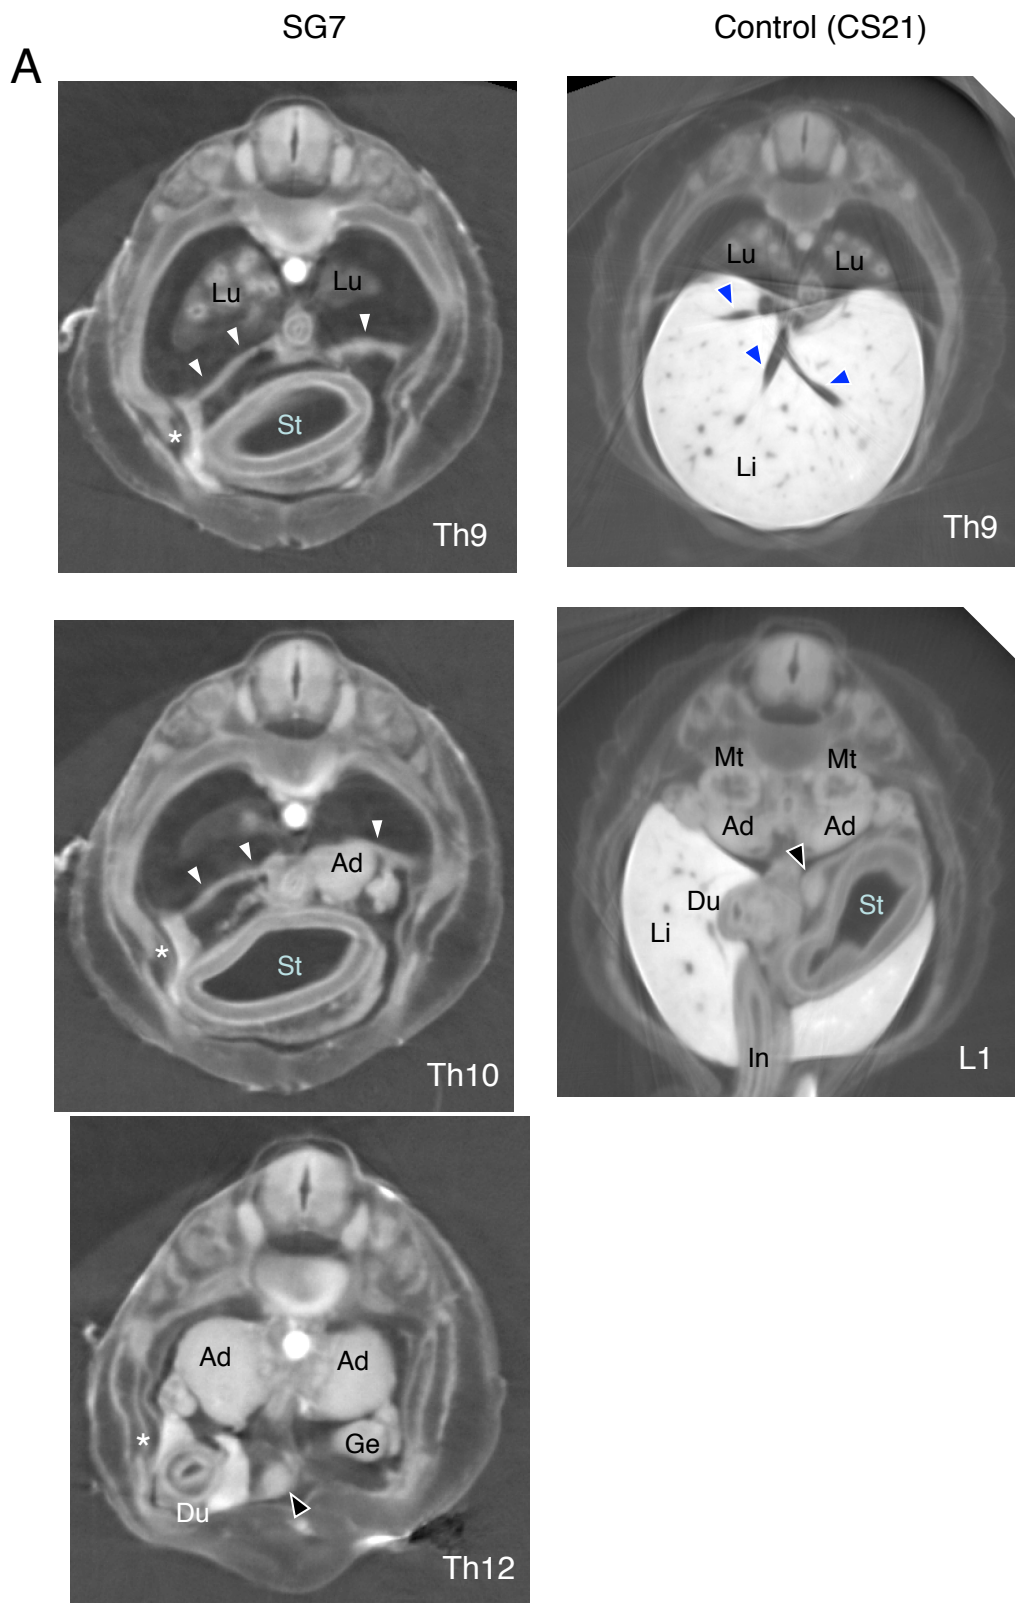 SG7
Control (CS21)
A
Lu
Lu
St
*
Th9
Lu
Lu
Li
Th9
Ad
St
*
Th10
Mt
Mt
Ad
Ad
Du
Li
St
In
L1
Ad
Ad
*
Ge
Du
Th12